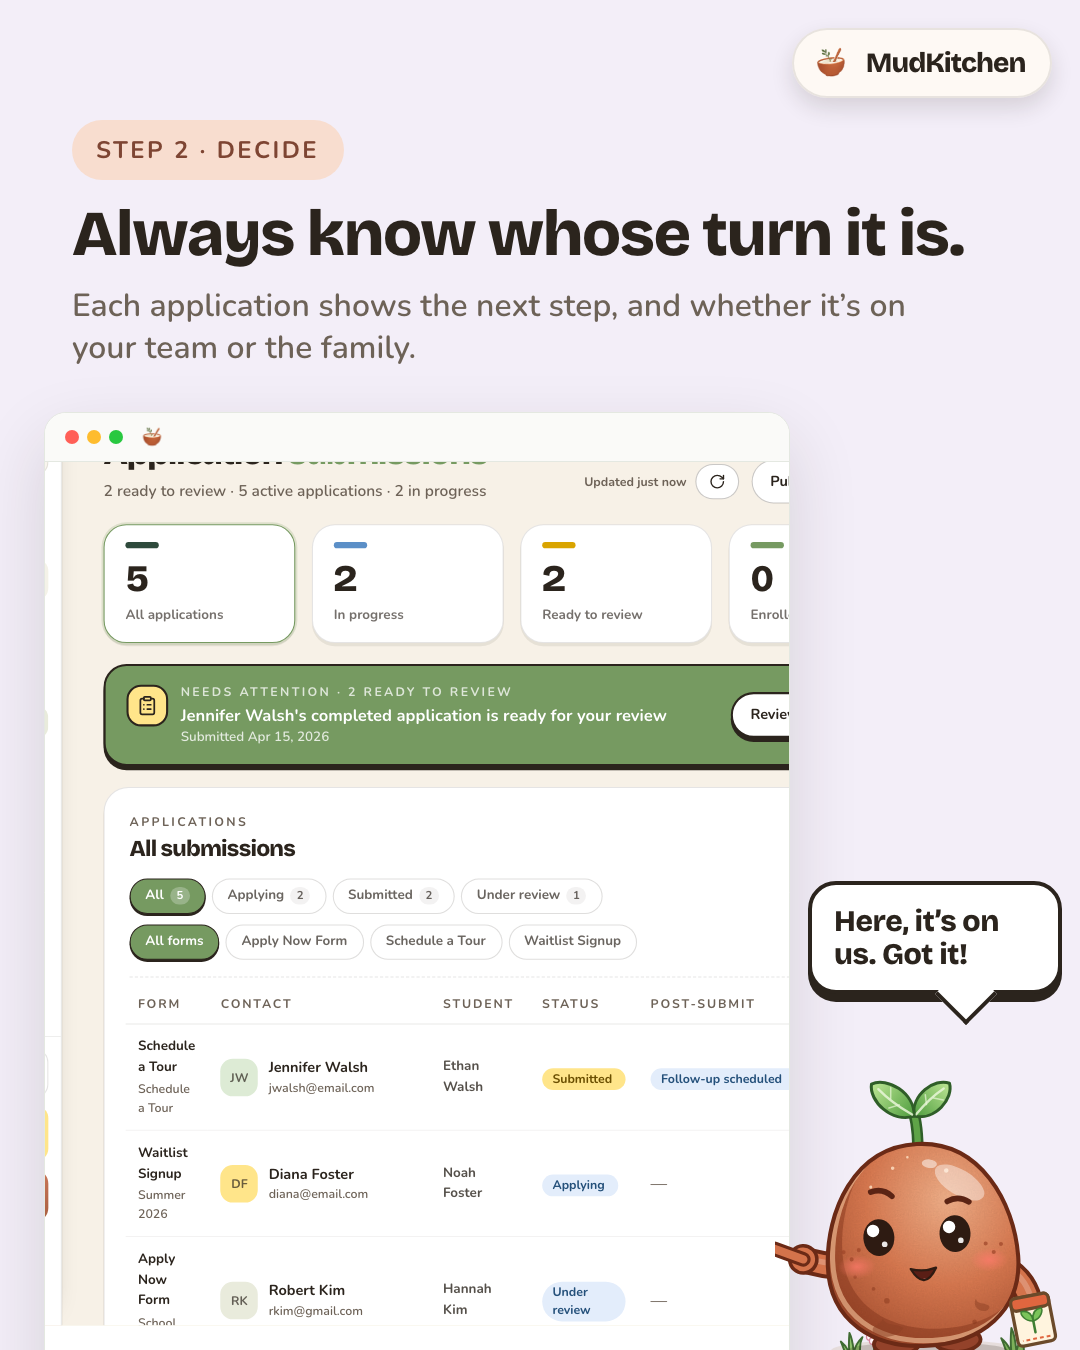 MudKitchen
STEP 2 · DECIDE
Always know whose turn it is.
Each application shows the next step, and whether it’s on
your team or the family.
Application Submissions
2 ready to review · 5 active applications · 2 in progress
Updated just now
5
All applications
2
In progress
2
Ready to review
0
NEEDS ATTENTION · 2 READY TO REVIEW
Jennifer Walsh's completed application is ready for your review
Submitted Apr 15, 2026
APPLICATIONS
All submissions
All 5
Applying 2
Submitted 2
Under review 1
All forms
Apply Now Form
Schedule a Tour
Waitlist Signup
FORM CONTACT STUDENT STATUS POST-SUBMIT
Schedule
a Tour
Schedule
a Tour
JW
Jennifer Walsh
jwalsh@email.com
Ethan
Walsh
Submitted
Follow-up scheduled
Waitlist
Signup
Summer
2026
DF
Diana Foster
diana@email.com
Noah
Foster
Applying
—
Apply
Now
Form
School
RK
Robert Kim
rkim@gmail.com
Hannah
Kim
Under
review
—
Here, it’s on
us. Got it!